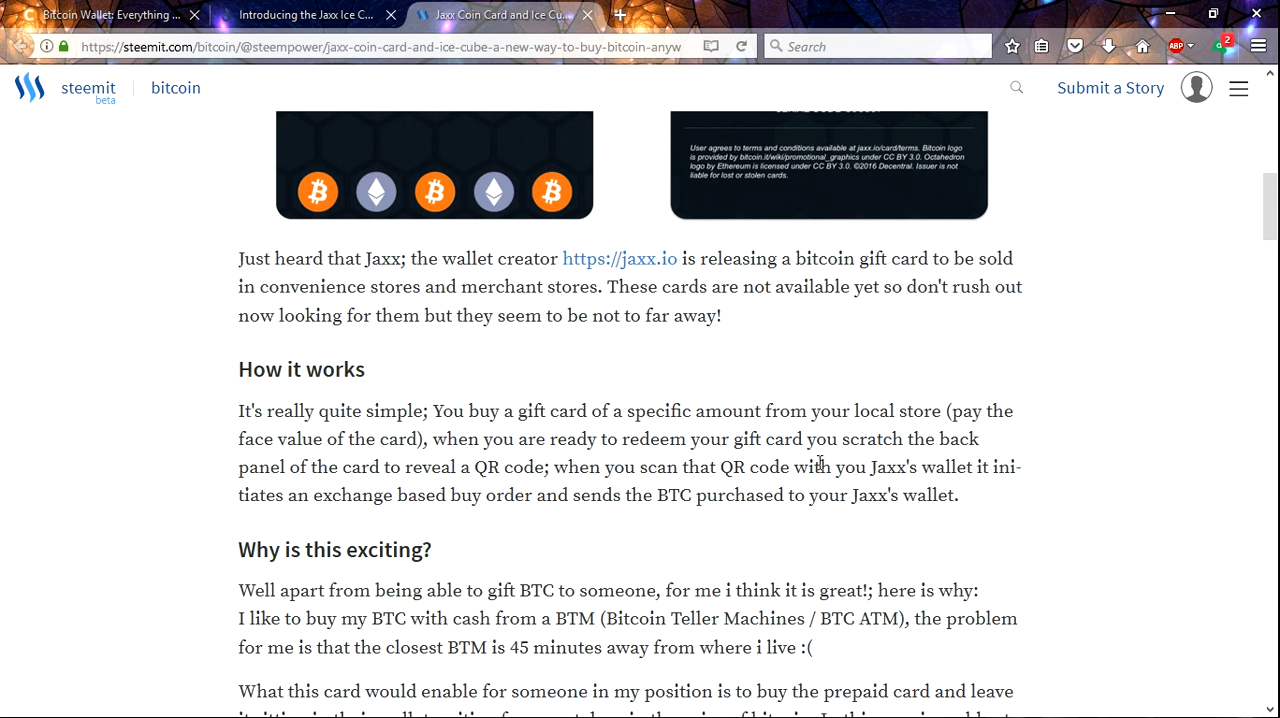 Bitcoin Wallet: Everything ...
Introducing the Jaxx Ice C...
Jaxx Coin Card and Ice Cu...
https://steemit.com/bitcoin/@steempower/jaxx-coin-card-and-ice-cube-a-new-way-to-buy-bitcoin-anyw
Search
ABP
2
steemit
beta
bitcoin
Submit a Story
User agrees to terms and conditions available at jaxx.io/card/terms. Bitcoin logo
is provided by bitcoin.it/wiki/promotional_graphics under CC BY 3.0. Octahedron
logo by Ethereum is licensed under CC BY 3.0. ©2016 Decentral. Issuer is not
liable for lost or stolen cards.
Just heard that Jaxx; the wallet creator https://jaxx.io is releasing a bitcoin gift card to be sold
in convenience stores and merchant stores. These cards are not available yet so don't rush out
now looking for them but they seem to be not to far away!
How it works
It's really quite simple; You buy a gift card of a specific amount from your local store (pay the
face value of the card), when you are ready to redeem your gift card you scratch the back
panel of the card to reveal a QR code; when you scan that QR code with you Jaxx's wallet it ini-
tiates an exchange based buy order and sends the BTC purchased to your Jaxx's wallet.
Why is this exciting?
Well apart from being able to gift BTC to someone, for me i think it is great!; here is why:
I like to buy my BTC with cash from a BTM (Bitcoin Teller Machines / BTC ATM), the problem
for me is that the closest BTM is 45 minutes away from where i live :(
What this card would enable for someone in my position is to buy the prepaid card and leave